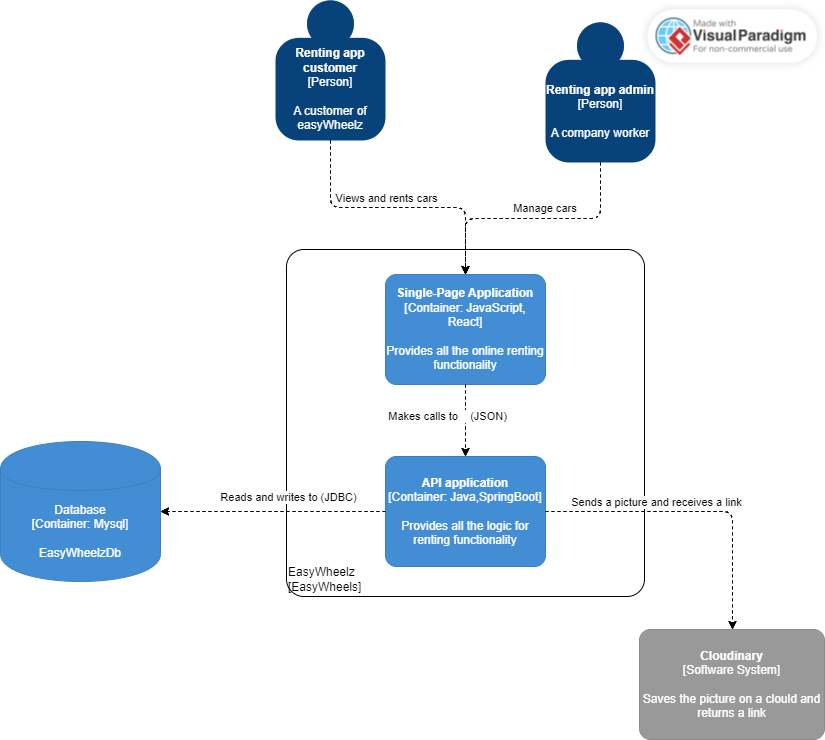 Renting app
customer
[Person]
A customer of
easyWheelz
Made with
VisualParadigm
For non-commercial use
Renting app admin
[Person]
A company worker
Views and rents cars
Manage cars
Single-Page Application
[Container: JavaScript,
React]
Provides all the online renting
functionality
Makes calls to (JSON)
API application
[Container: Java,SpringBoot]
Provides all the logic for
renting functionality
Reads and writes to (JDBC)
Sends a picture and receives a link
Database
[Container: Mysql]
EasyWheelzDb
EasyWheelz
[EasyWheels]
Cloudinary
[Software System]
Saves the picture on a clould and
returns a link